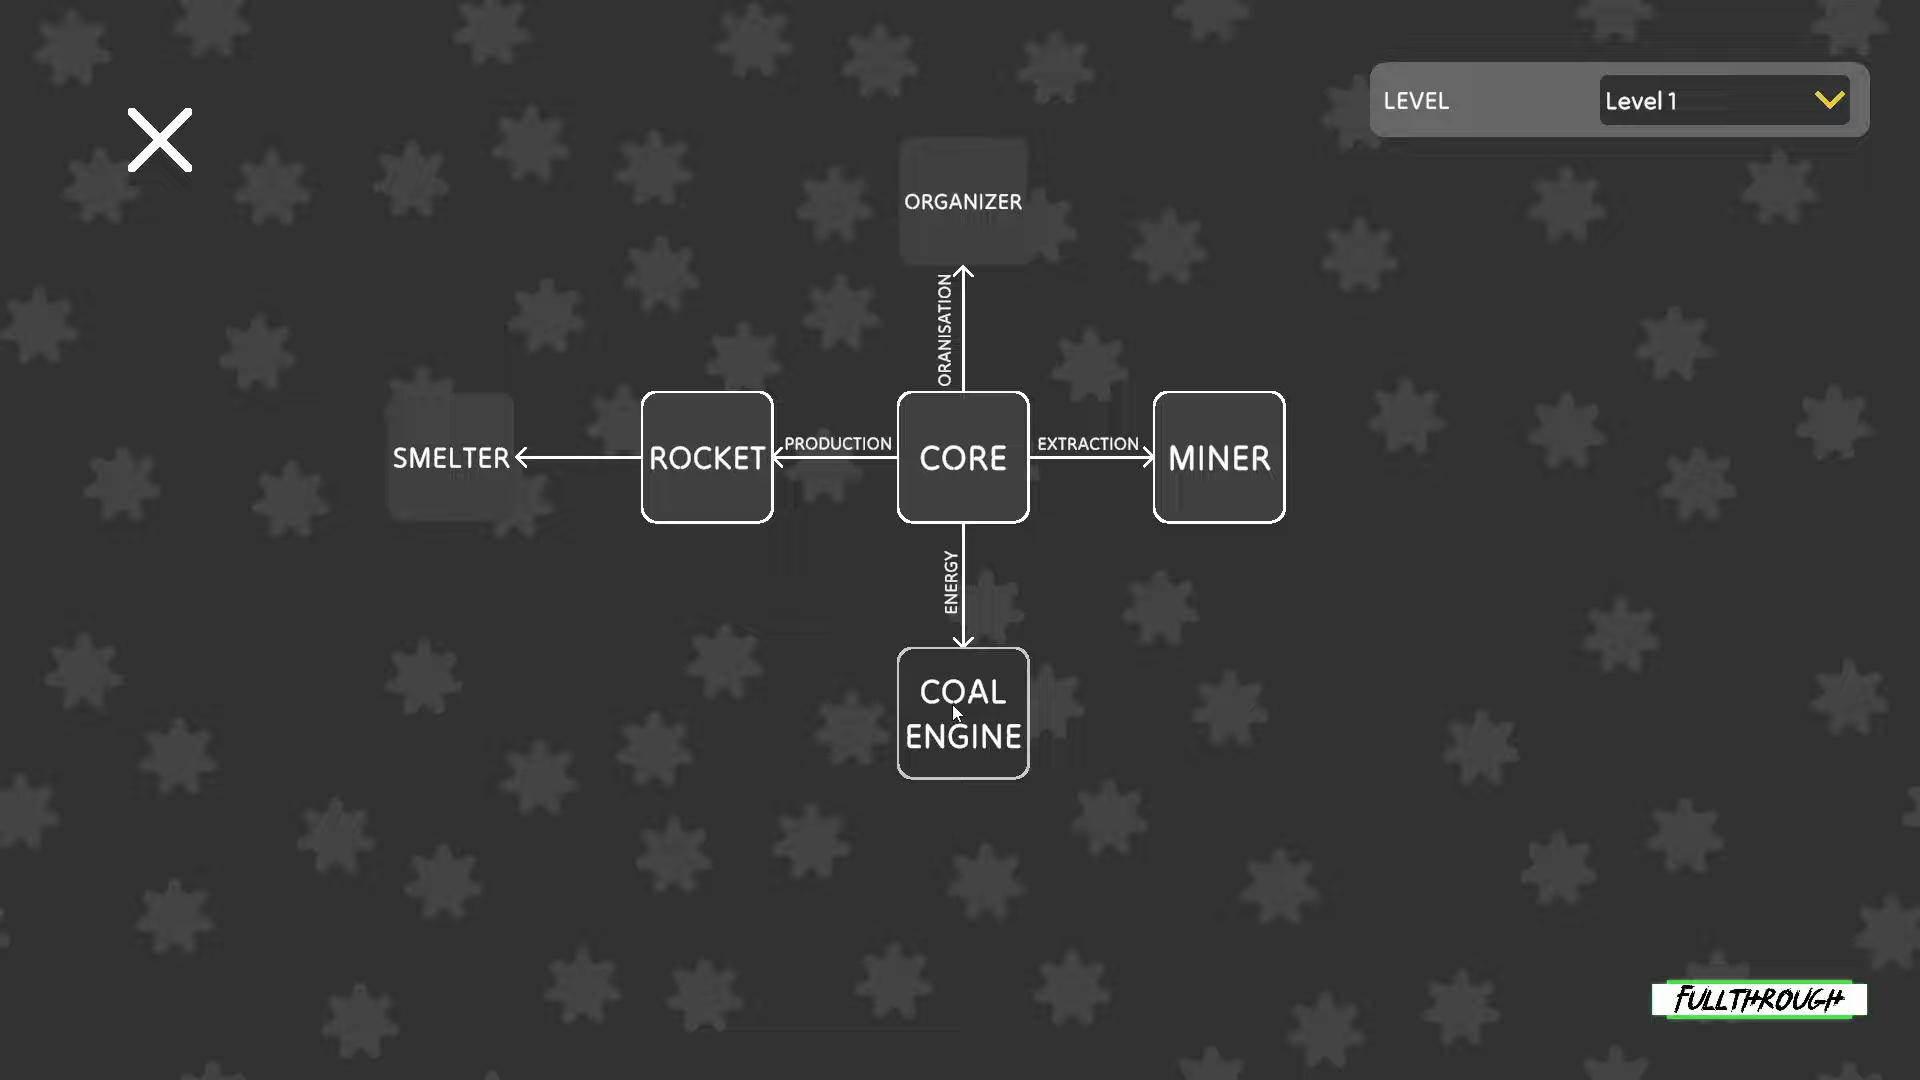 LEVEL
Level 1
ORGANIZER
ORANISATION
SMELTER
ROCKET
PRODUCTION
CORE
EXTRACTION
MINER
ENERGY
COAL
ENGINE
FULLTHROUGH